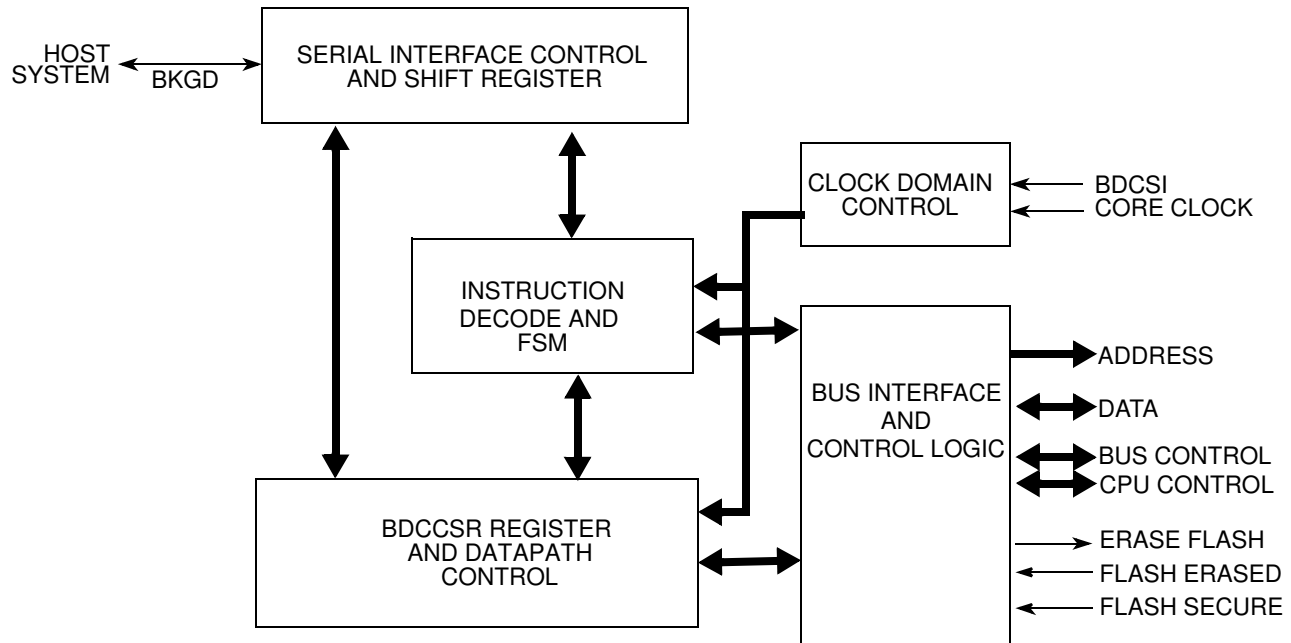 HOST
SYSTEM
BKGD
SERIAL INTERFACE CONTROL
AND SHIFT REGISTER
CLOCK DOMAIN
CONTROL
BDCSI
CORE CLOCK
INSTRUCTION
DECODE AND
FSM
BUS INTERFACE
AND
CONTROL LOGIC
ADDRESS
DATA
BUS CONTROL
CPU CONTROL
ERASE FLASH
FLASH ERASED
FLASH SECURE
BDCCSR REGISTER
AND DATAPATH
CONTROL